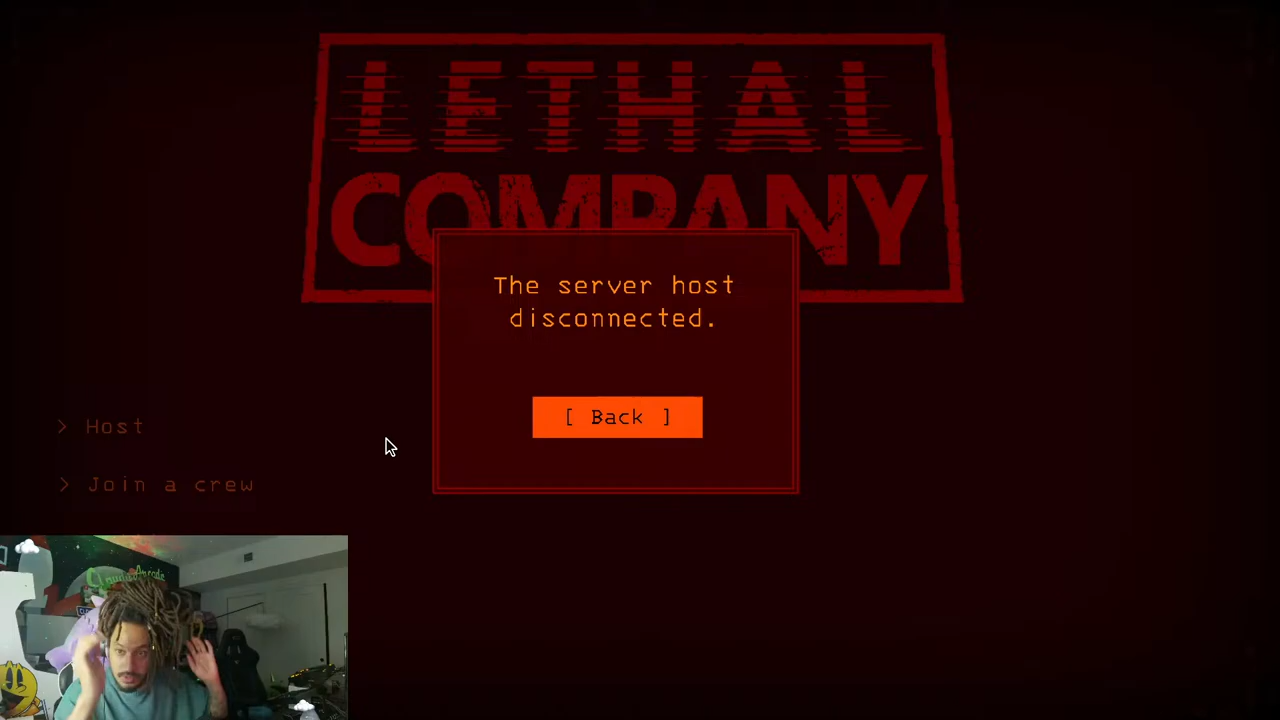 LETHAL
COMPANY
The server host
disconnected.
[ Back ]
> Host
> Join a crew